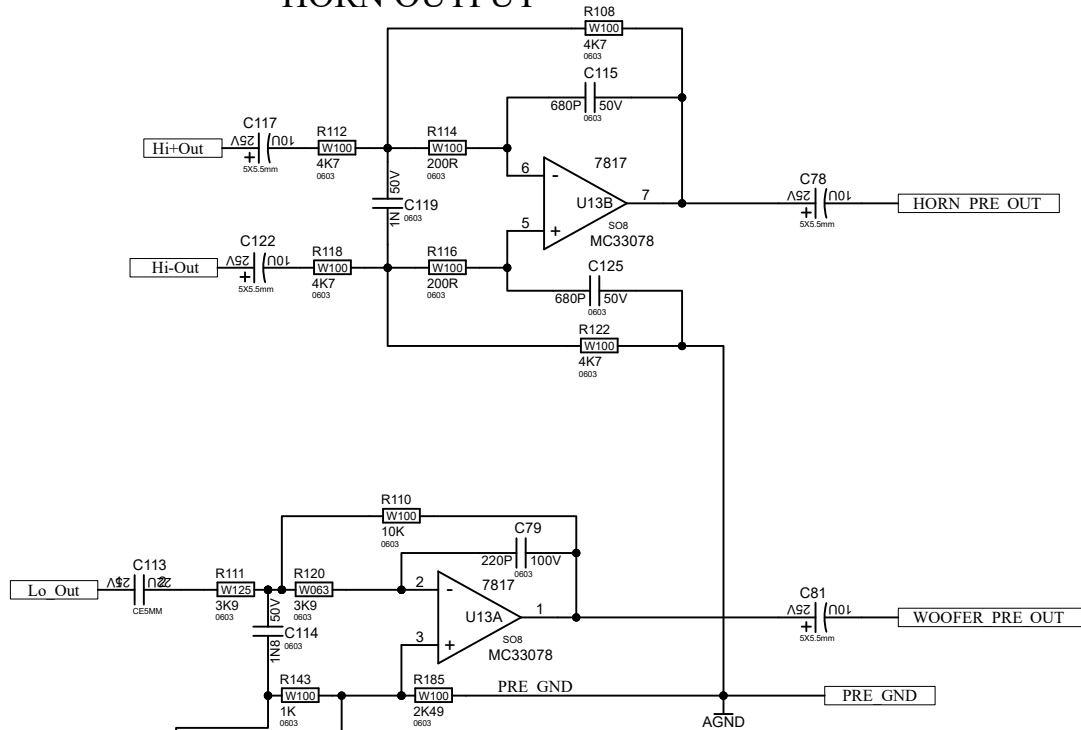 HORN OUTPUT
R108
W100
4K7
0603
C115
680P 50V
0603
C117
25V 10U
+
5X5.5mm
Hi+Out
R112
W100
4K7
0603
R114
W100
200R
0603
50V
C119
1N
0603
6
-
7817
U13B
7
5
+
SO8
MC33078
C78
25V 10U
+
5X5.5mm
HORN PRE OUT
C122
25V 10U
+
5X5.5mm
Hi-Out
R118
W100
4K7
0603
R116
W100
200R
0603
C125
680P 50V
0603
R122
W100
4K7
0603
R110
W100
10K
0603
C79
220P 100V
0603
C113
CE5MM
Lo_Out
R111
W125
3K9
0603
R120
W063
3K9
0603
50V
C114
1N8
0603
2
-
7817
U13A
1
3
+
SO8
MC33078
C81
25V 10U
+
5X5.5mm
WOOFER PRE OUT
R143
W100
1K
0603
R185
W100
2K49
0603
PRE GND
PRE GND
AGND